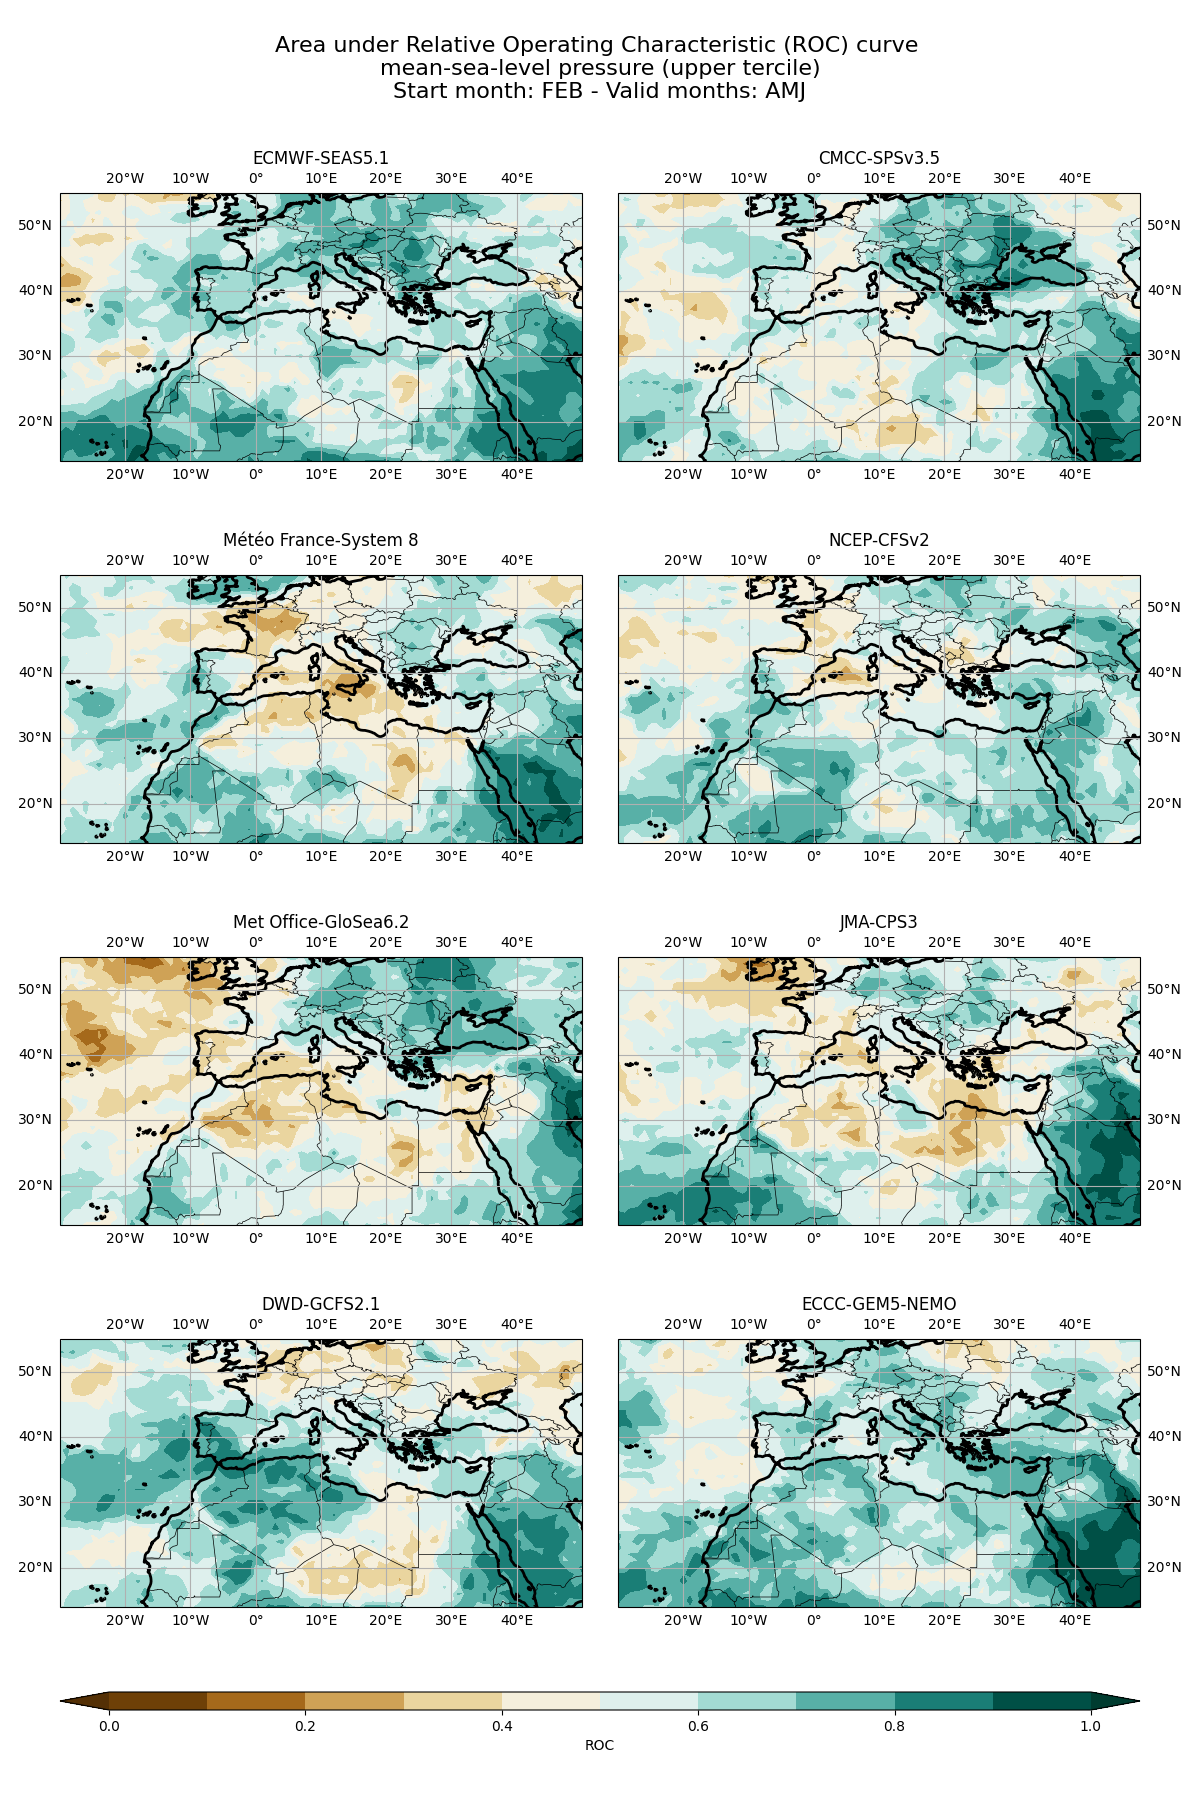 Area under Relative Operating Characteristic (ROC) curve
mean-sea-level pressure (upper tercile)
Start month: FEB - Valid months: AMJ
ECMWF-SEAS5.1
CMCC-SPSv3.5
20°W 10°W 0° 10°E 20°E 30°E 40°E
20°W 10°W 0° 10°E 20°E 30°E 40°E
50°N
50°N
40°N
40°N
30°N
30°N
20°N
20°N
20°W 10°W 0° 10°E 20°E 30°E 40°E
20°W 10°W 0° 10°E 20°E 30°E 40°E
Météo France-System 8
NCEP-CFSv2
20°W 10°W 0° 10°E 20°E 30°E 40°E
20°W 10°W 0° 10°E 20°E 30°E 40°E
50°N
50°N
40°N
40°N
30°N
30°N
20°N
20°N
20°W 10°W 0° 10°E 20°E 30°E 40°E
20°W 10°W 0° 10°E 20°E 30°E 40°E
Met Office-GloSea6.2
JMA-CPS3
20°W 10°W 0° 10°E 20°E 30°E 40°E
20°W 10°W 0° 10°E 20°E 30°E 40°E
50°N
50°N
40°N
40°N
30°N
30°N
20°N
20°N
20°W 10°W 0° 10°E 20°E 30°E 40°E
20°W 10°W 0° 10°E 20°E 30°E 40°E
DWD-GCFS2.1
ECCC-GEM5-NEMO
20°W 10°W 0° 10°E 20°E 30°E 40°E
20°W 10°W 0° 10°E 20°E 30°E 40°E
50°N
50°N
40°N
40°N
30°N
30°N
20°N
20°N
20°W 10°W 0° 10°E 20°E 30°E 40°E
20°W 10°W 0° 10°E 20°E 30°E 40°E
0.0 0.2 0.4 0.6 0.8 1.0
ROC